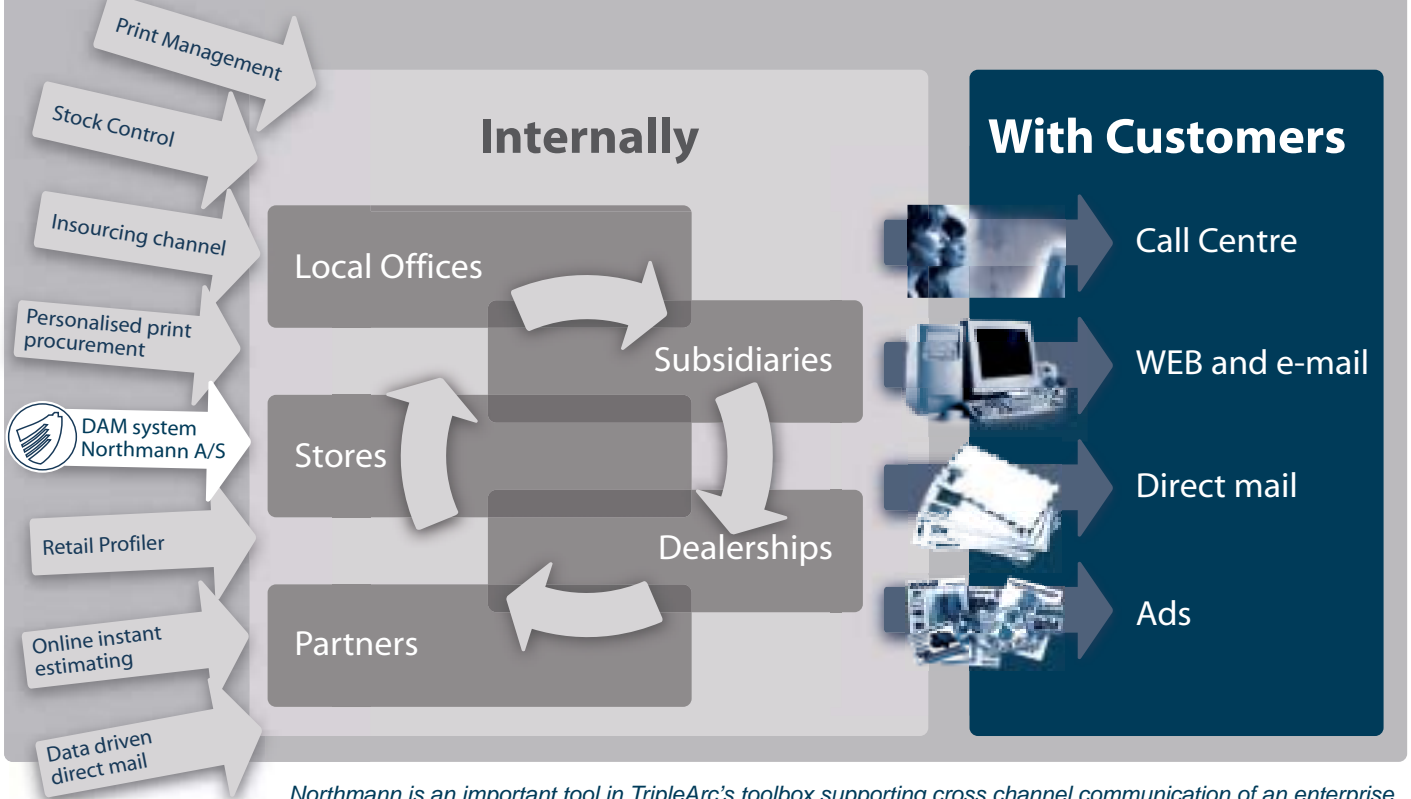 Print Management
Stock Control
Insourcing channel
Personalised print
procurement
DAM system
Northmann A/S
Retail Profiler
Online instant
estimating
Data driven
direct mail
Internally
Local Offices
Subsidiaries
Stores
Dealerships
Partners
With Customers
Call Centre
WEB and e-mail
Direct mail
Ads
Northmann is an important tool in TripleArc's toolbox supporting cross channel communication of an enterprise